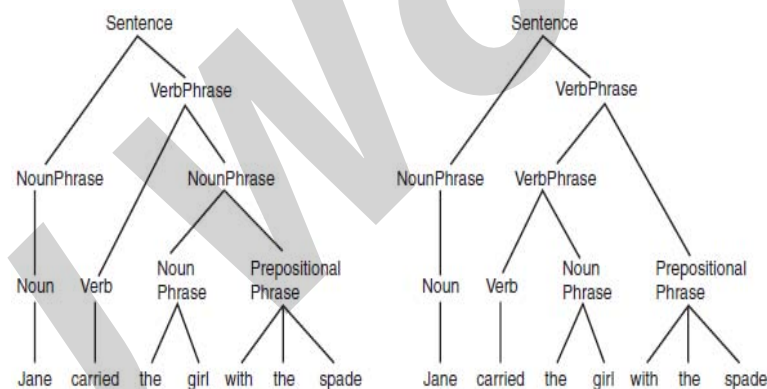 Sentence Sentence
VerbPhrase VerbPhrase
NounPhrase NounPhrase NounPhrase VerbPhrase
Noun Verb Noun Phrase Prepositional Phrase Noun Verb Noun Phrase Prepositional Phrase
Jane carried the girl with the spade Jane carried the girl with the spade